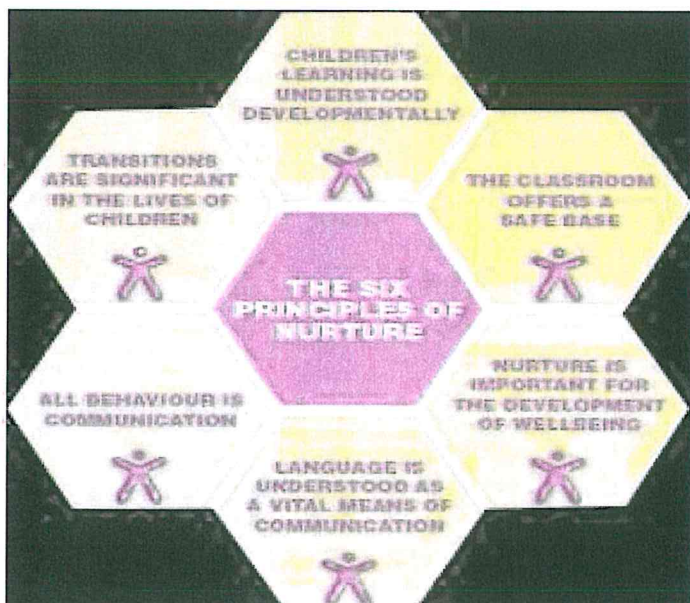 CHILDREN'S
LEARNING IS
UNDERSTOOD
DEVELOPMENTALLY
THE CLASSROOM
OFFERS A
SAFE BASE
NURTURE IS
IMPORTANT FOR
THE DEVELOPMENT
OF WELLBEING
LANGUAGE IS
UNDERSTOOD AS
A VITAL MEANS OF
COMMUNICATION
ALL BEHAVIOUR IS
COMMUNICATION
TRANSITIONS
ARE SIGNIFICANT
IN THE LIVES OF
CHILDREN
THE SIX
PRINCIPLES OF
NURTURE